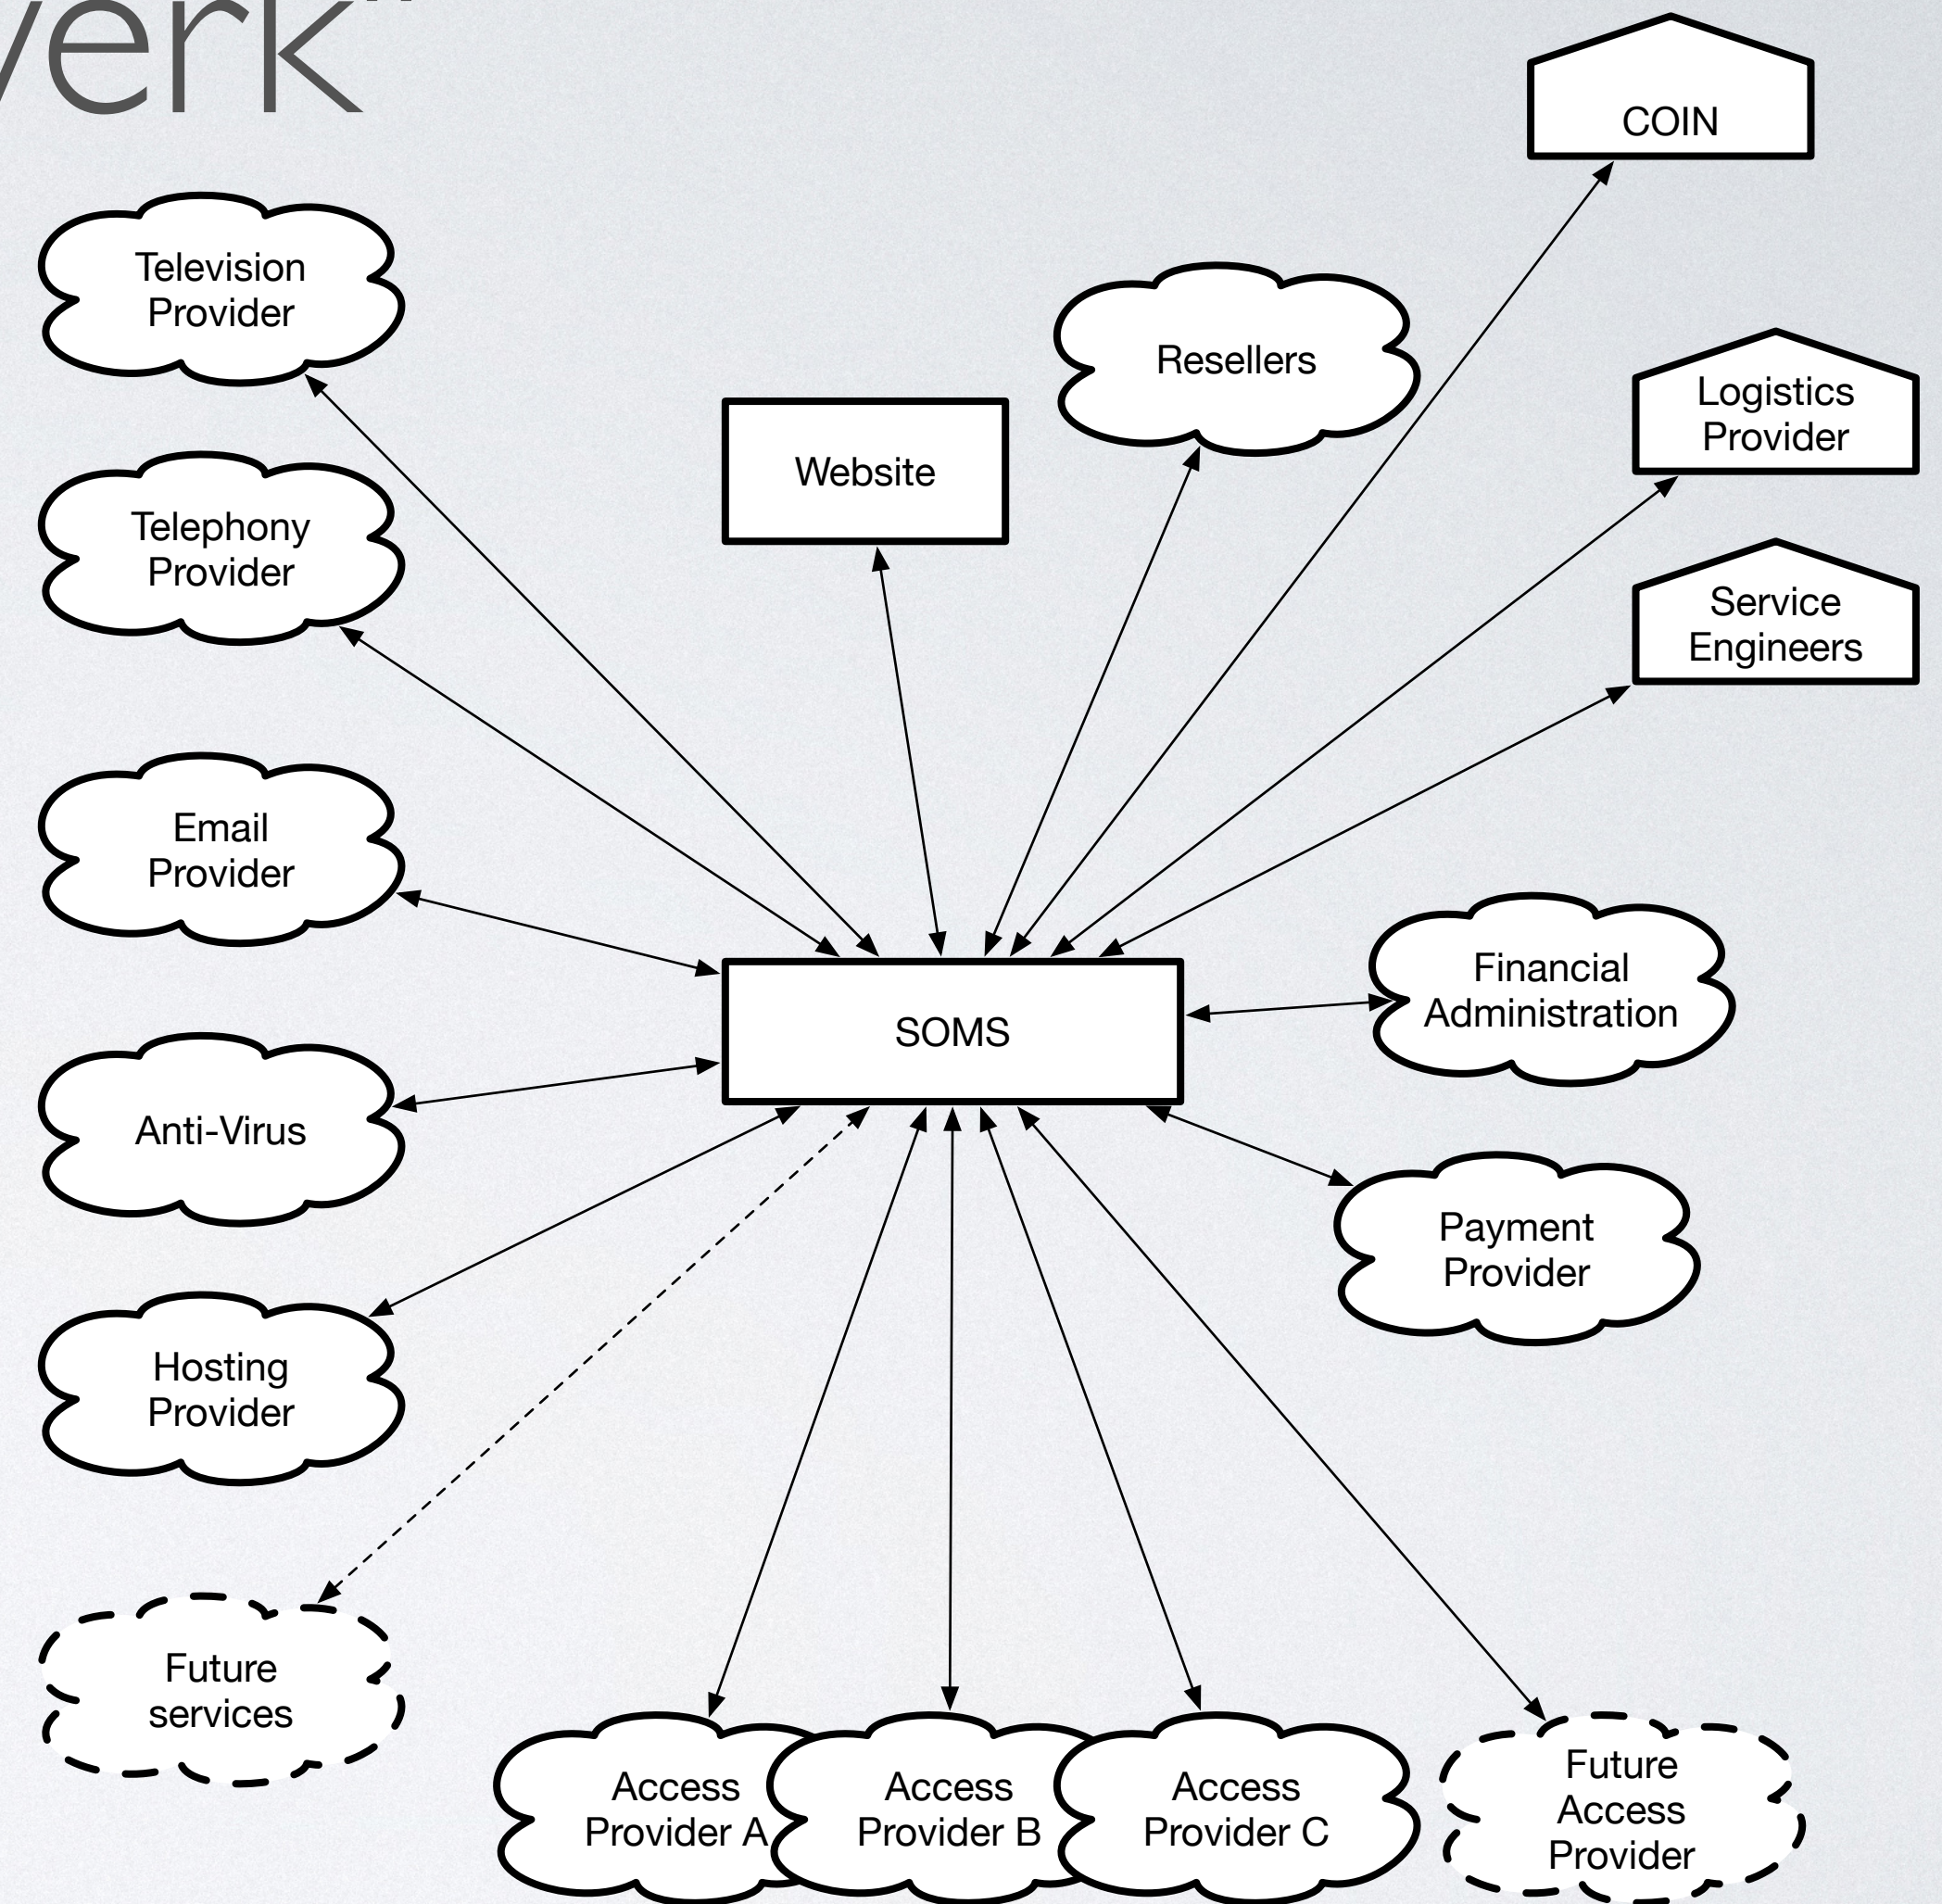 COIN
Television
Provider
Resellers
Logistics
Provider
Website
Telephony
Provider
Service
Engineers
Email
Provider
Financial
Administration
SOMS
Anti-Virus
Payment
Provider
Hosting
Provider
Future
services
Access
Provider A
Access
Provider B
Access
Provider C
Future
Access
Provider